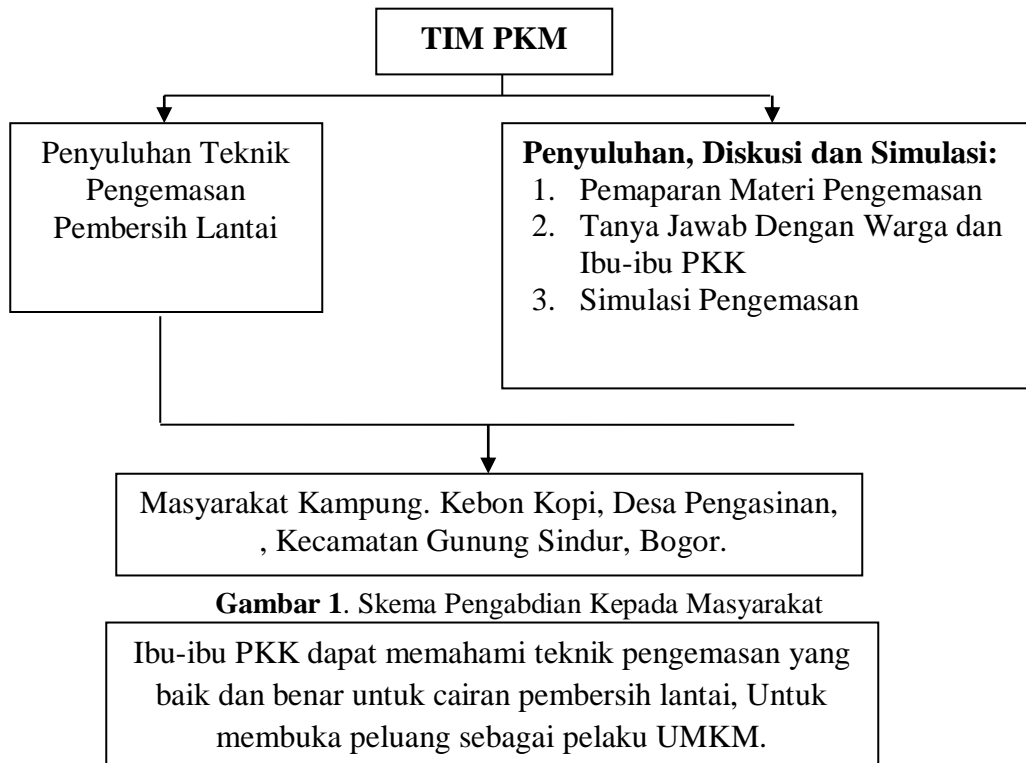 TIM PKM
Penyuluhan Teknik
Pengemasan
Pembersih Lantai
Penyuluhan, Diskusi dan Simulasi:
1. Pemaparan Materi Pengemasan
2. Tanya Jawab Dengan Warga dan
Ibu-ibu PKK
3. Simulasi Pengemasan
Masyarakat Kampung. Kebon Kopi, Desa Pengasinan,
, Kecamatan Gunung Sindur, Bogor.
Gambar 1. Skema Pengabdian Kepada Masyarakat
Ibu-ibu PKK dapat memahami teknik pengemasan yang
baik dan benar untuk cairan pembersih lantai, Untuk
membuka peluang sebagai pelaku UMKM.